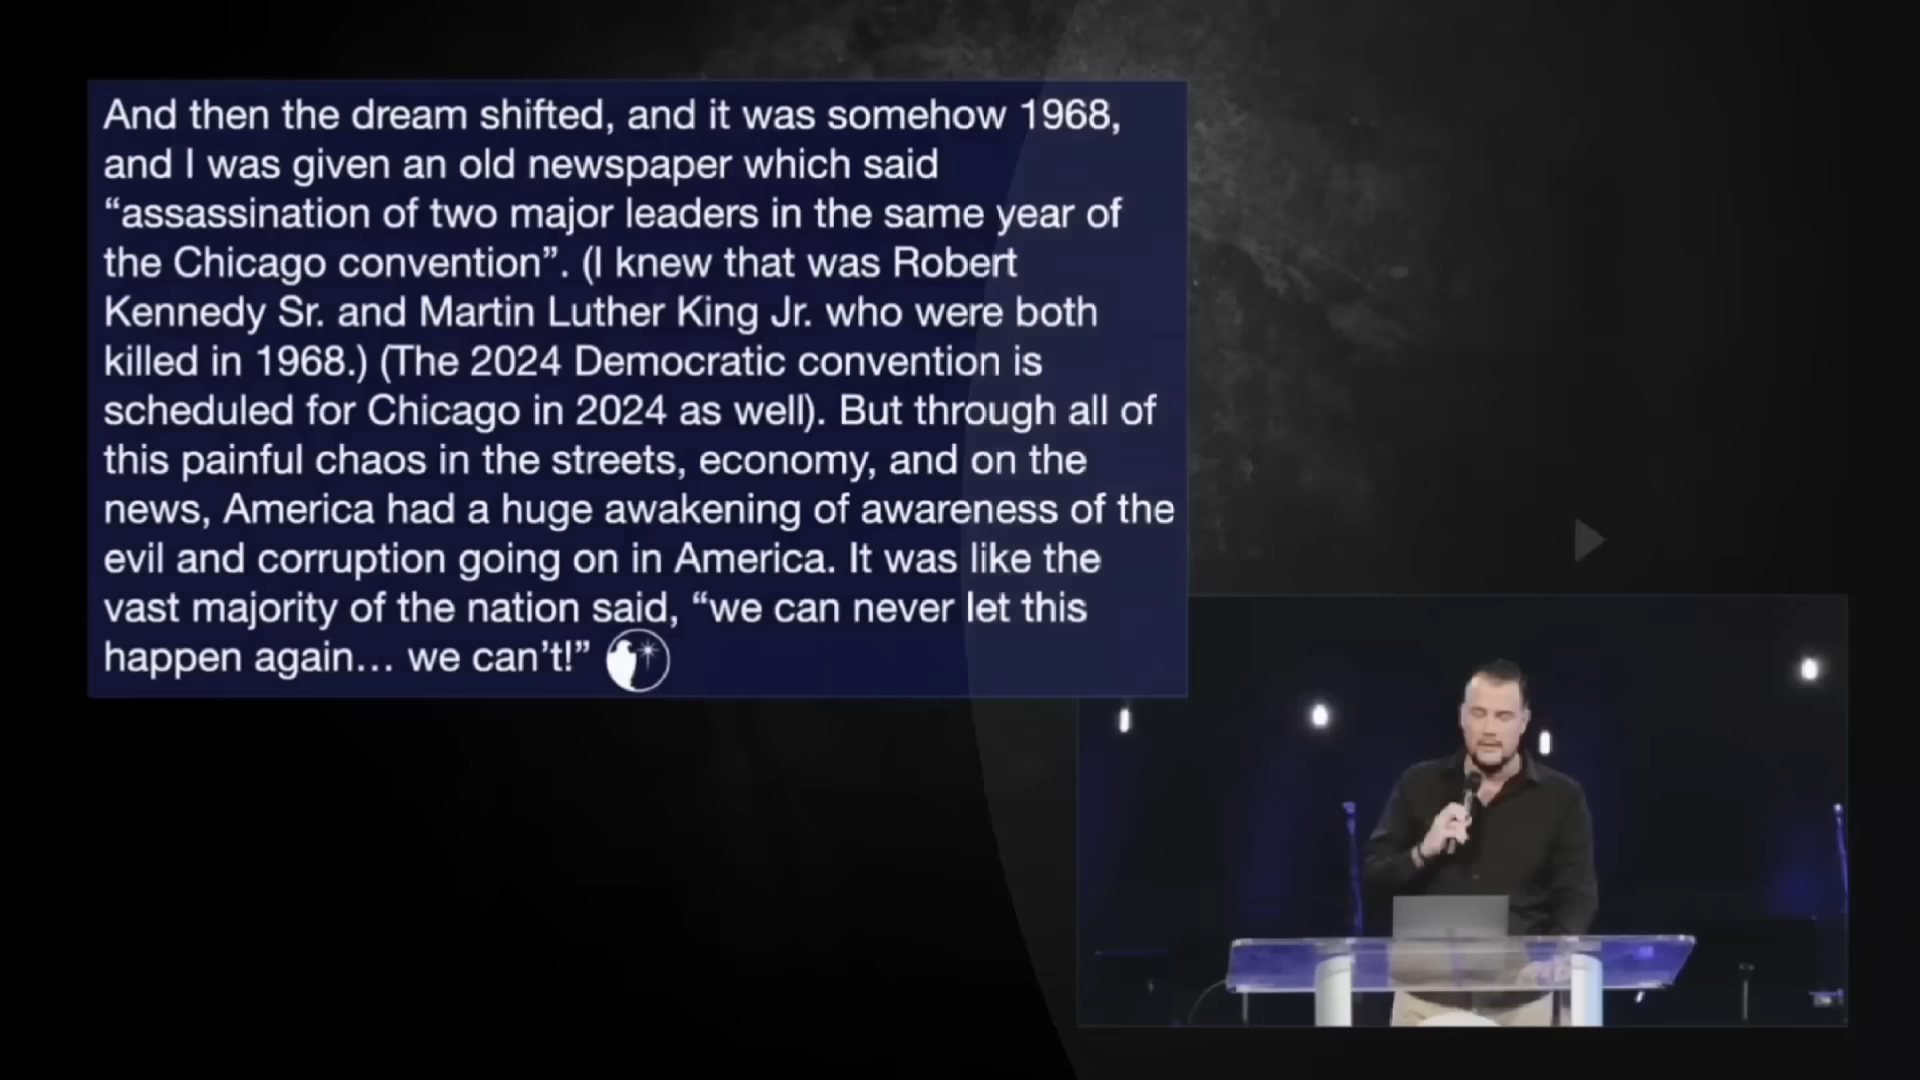 And then the dream shifted, and it was somehow 1968,
and I was given an old newspaper which said
“assassination of two major leaders in the same year of
the Chicago convention”. (I knew that was Robert
Kennedy Sr. and Martin Luther King Jr. who were both
killed in 1968.) (The 2024 Democratic convention is
scheduled for Chicago in 2024 as well). But through all of
this painful chaos in the streets, economy, and on the
news, America had a huge awakening of awareness of the
evil and corruption going on in America. It was like the
vast majority of the nation said, “we can never let this
happen again… we can’t!”